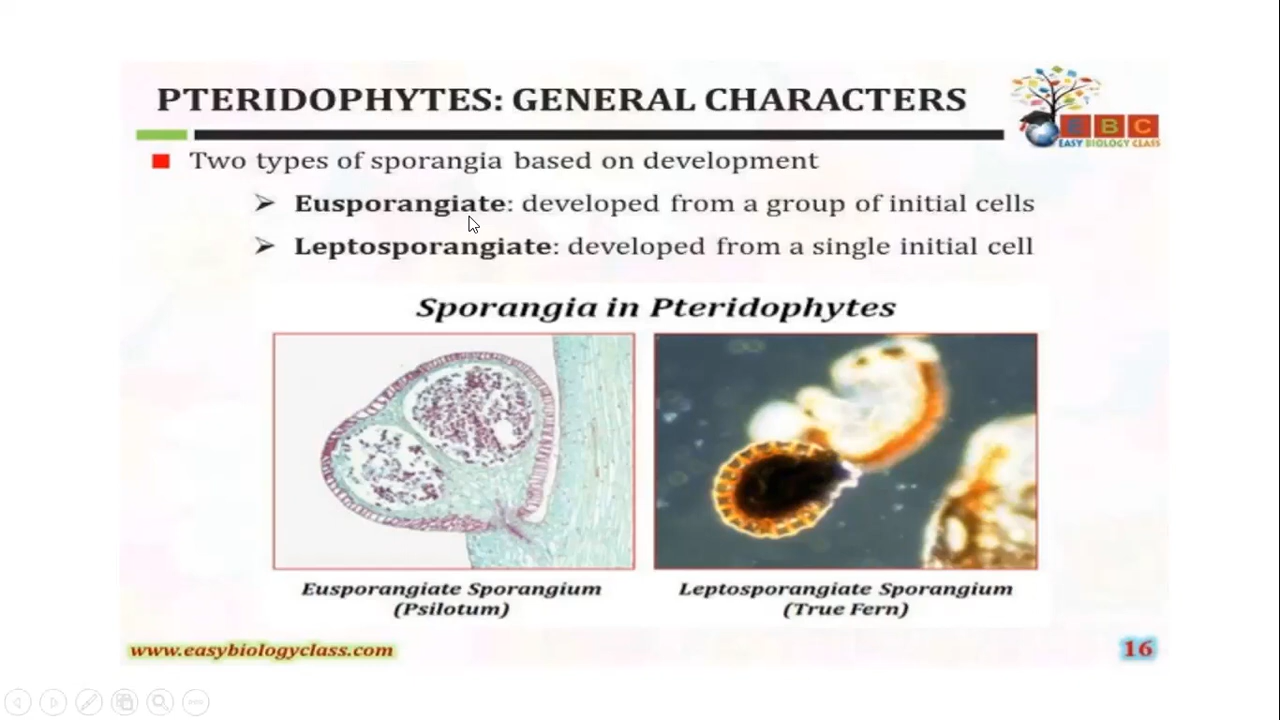 PTERIDOPHYTES: GENERAL CHARACTERS
E B C
EASY BIOLOGY CLASS
Two types of sporangia based on development
Eusporangiate: developed from a group of initial cells
Leptosporangiate: developed from a single initial cell
Sporangia in Pteridophytes
Eusporangiate Sporangium
(Psilotum)
Leptosporangiate Sporangium
(True Fern)
www.easybiologyclass.com
16